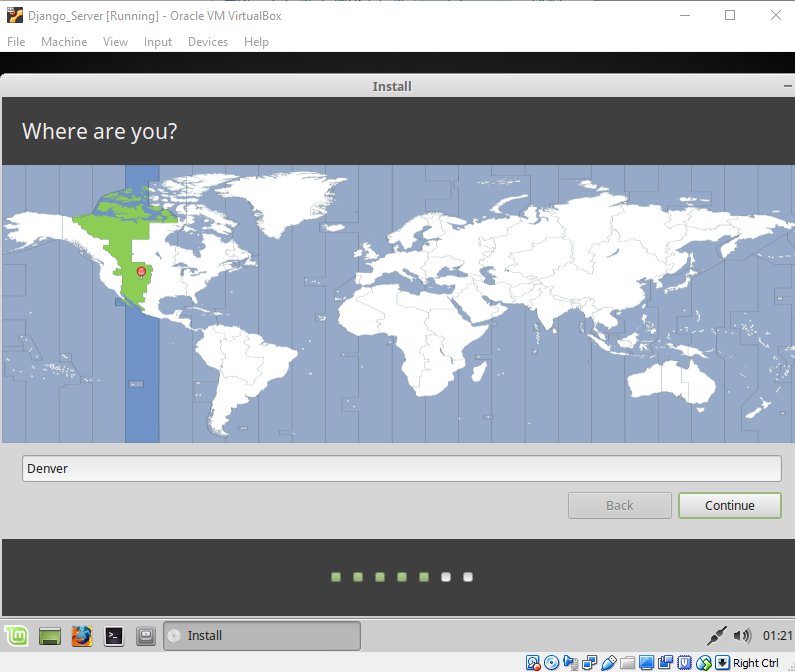 Django_Server [Running] - Oracle VM VirtualBox
File Machine View Input Devices Help
Install
Where are you?
Denver
Back Continue
Install 01:21
Right Ctrl